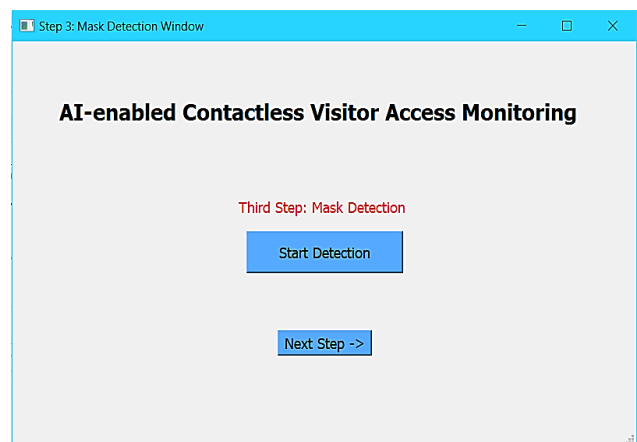 Step 3: Mask Detection Window
AI-enabled Contactless Visitor Access Monitoring
Third Step: Mask Detection
Start Detection
Next Step ->